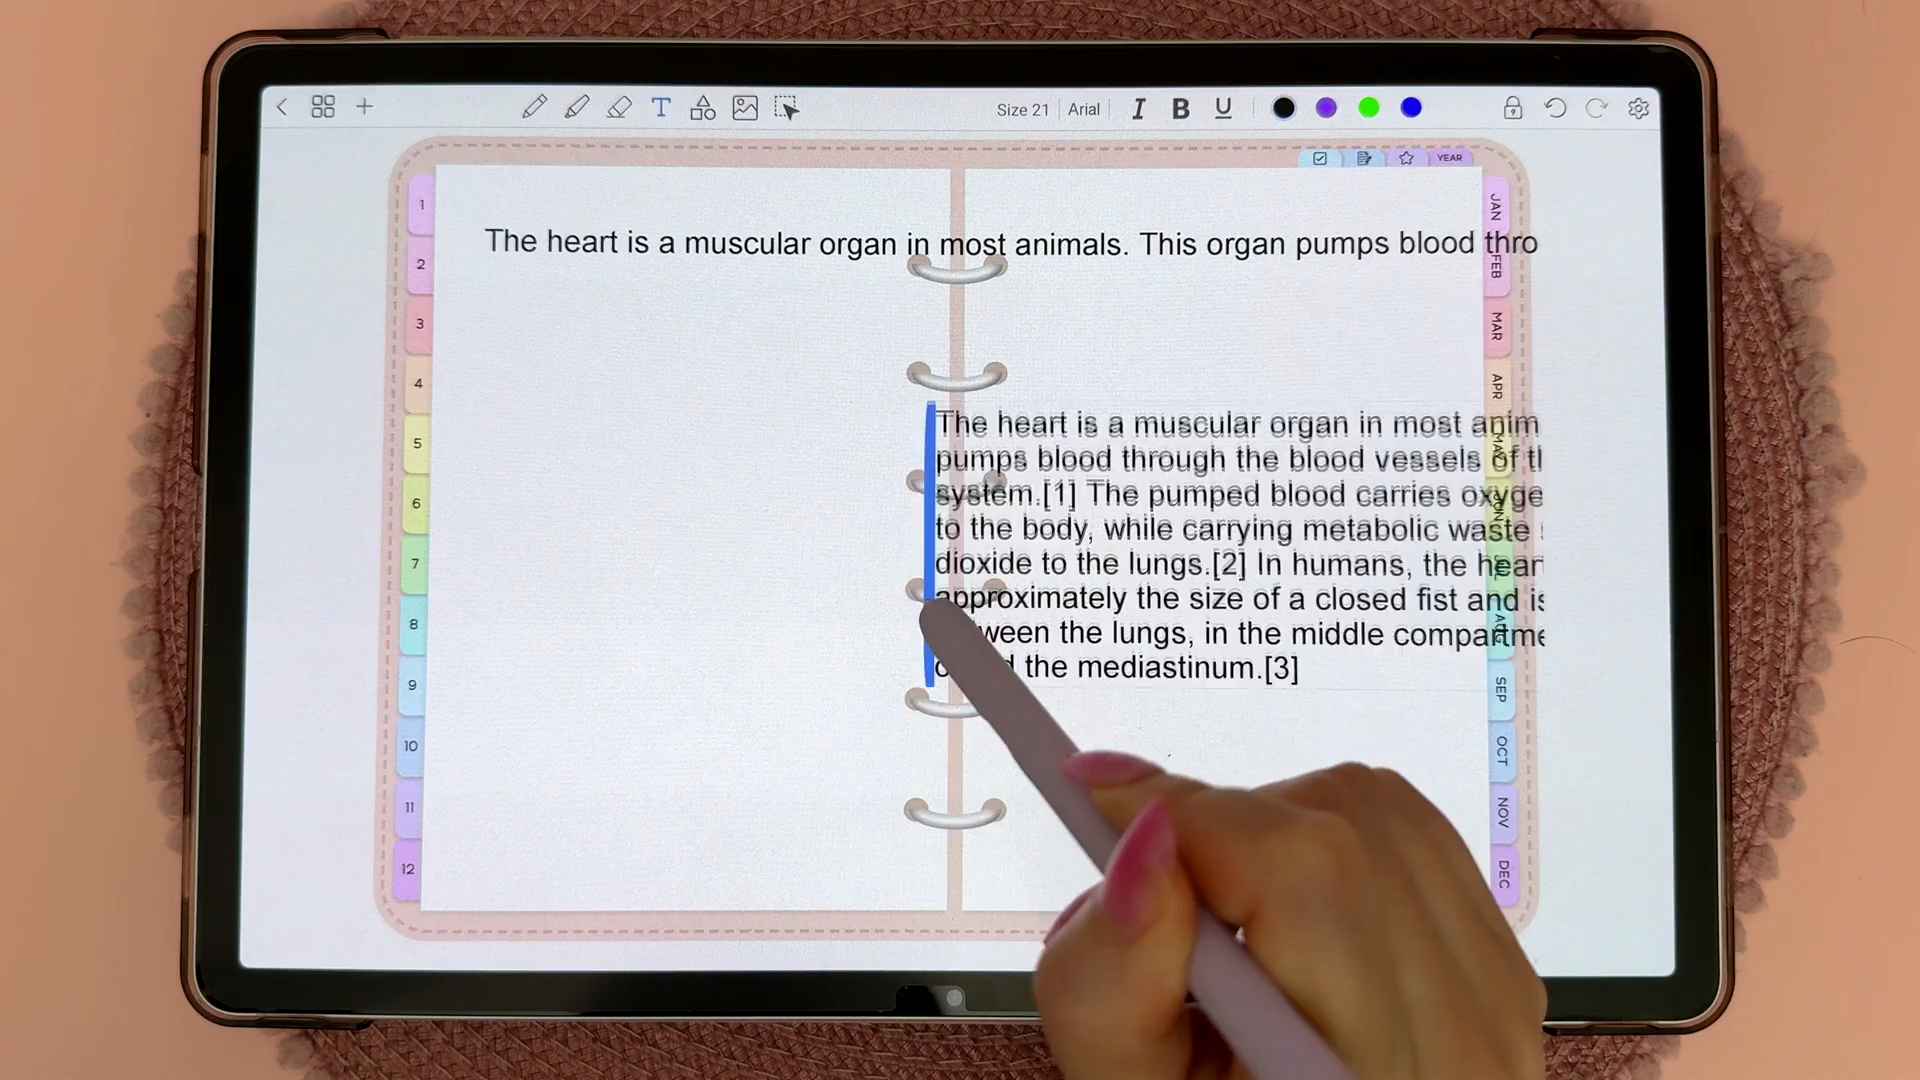 Size 21 Arial I B U
YEAR
1
2
3
4
5
6
7
8
9
10
11
12
The heart is a muscular organ in most animals. This organ pumps blood thro
The heart is a muscular organ in most anim
pumps blood through the blood vessels of
system.[1] The pumped blood carries oxyge
to the body, while carrying metabolic waste
dioxide to the lungs.[2] In humans, the hear
approximately the size of a closed fist and is
ween the lungs, in the middle compartme
the mediastinum.[3]
JAN
FEB
MAR
APR
MAY
JUN
AUG
SEP
OCT
NOV
DEC